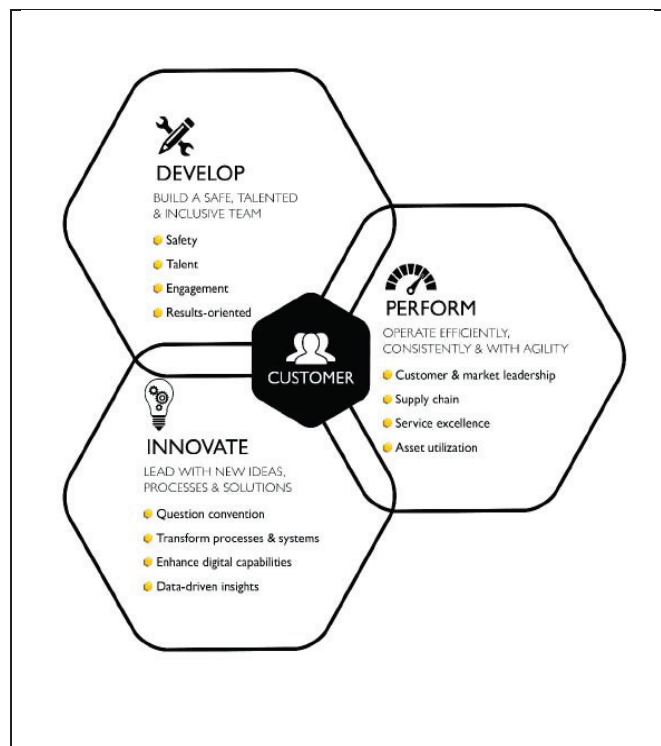 DEVELOP
BUILD A SAFE, TALENTED
& INCLUSIVE TEAM
Safety
Talent
Engagement
Results-oriented
PERFORM
OPERATE EFFICIENTLY,
CONSISTENTLY & WITH AGILITY
Customer & market leadership
Supply chain
Service excellence
Asset utilization
CUSTOMER
INNOVATE
LEAD WITH NEW IDEAS,
PROCESSES & SOLUTIONS
Question convention
Transform processes & systems
Enhance digital capabilities
Data-driven insights